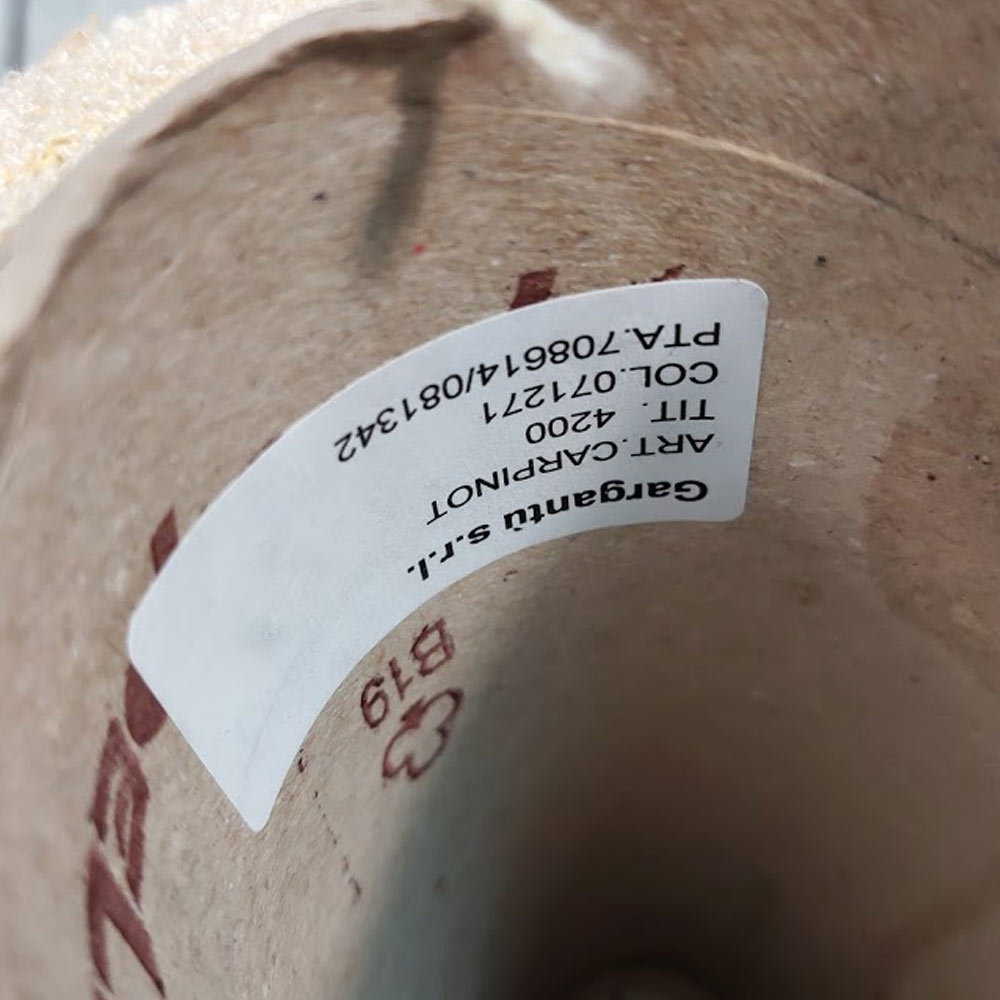 Gargantù s.r.l.
ART.CARPINOT
TIT. 4200
COL.071271
PTA.708614/081342
B19